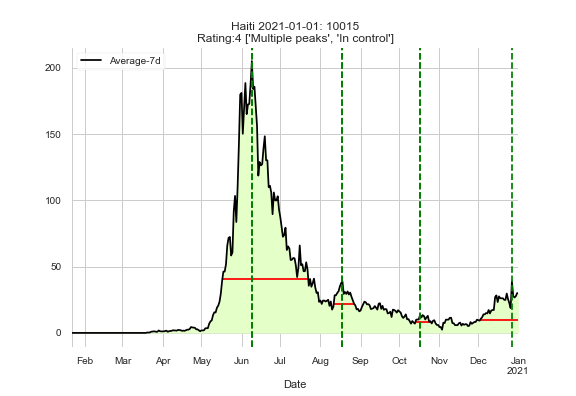 Haiti 2021-01-01: 10015
Rating:4 ['Multiple peaks', 'In control']
Average-7d
200
150
100
50
0
Feb Mar Apr May Jun Jul Aug Sep Oct Nov Dec Jan
2021
Date